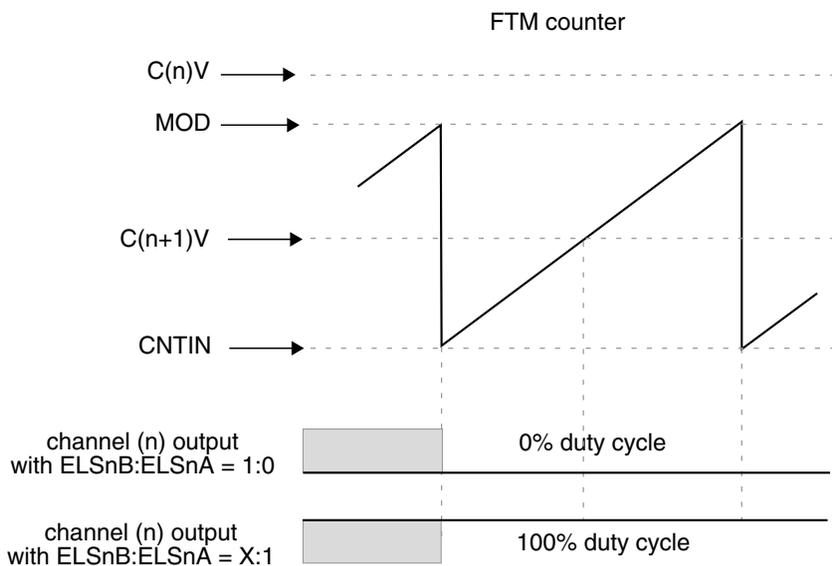 FTM counter
C(n)V
MOD
C(n+1)V
CNTIN
channel (n) output
with ELSnB:ELSnA = 1:0
0% duty cycle
channel (n) output
with ELSnB:ELSnA = X:1
100% duty cycle